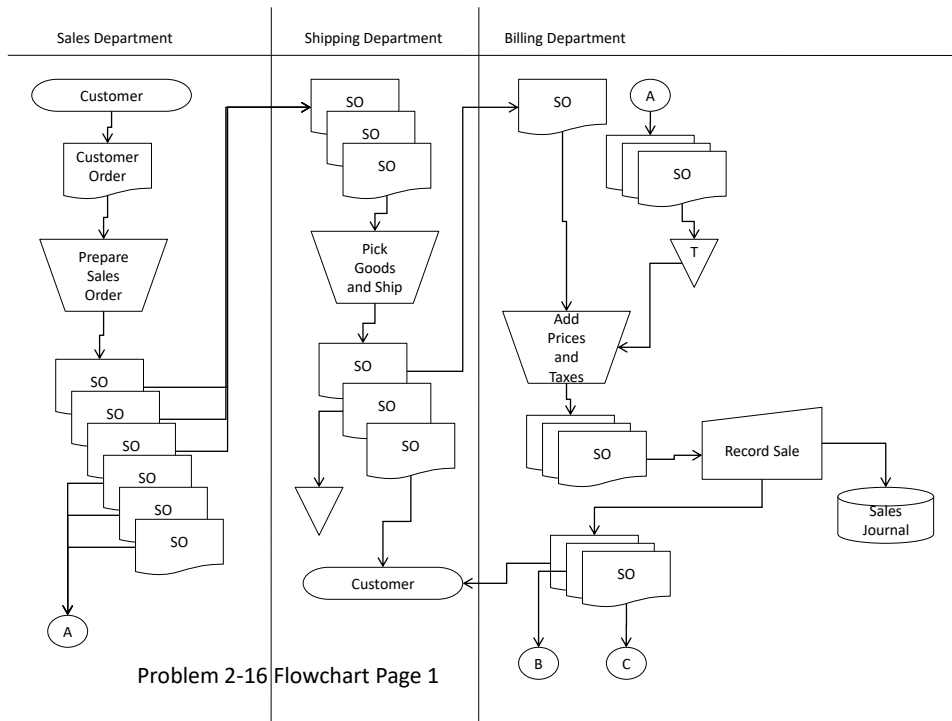 Sales Department
Shipping Department
Billing Department
Customer
Customer
Order
Prepare
Sales
Order
SO
SO
SO
SO
SO
SO
A
SO
SO
SO
Pick
Goods
and Ship
SO
SO
SO
Customer
SO
A
SO
T
Add
Prices
and
Taxes
SO
Record Sale
Sales
Journal
SO
B
C
Problem 2-16 Flowchart Page 1